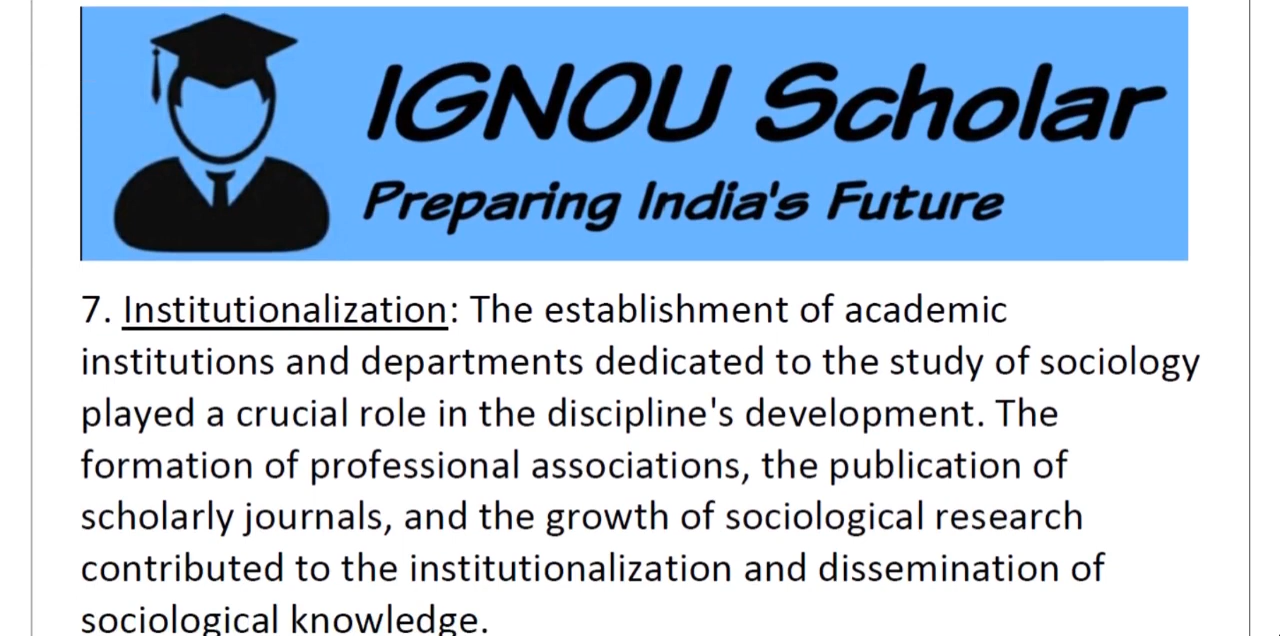 IGNOU Scholar
Preparing India's Future
7. Institutionalization: The establishment of academic
institutions and departments dedicated to the study of sociology
played a crucial role in the discipline's development. The
formation of professional associations, the publication of
scholarly journals, and the growth of sociological research
contributed to the institutionalization and dissemination of
sociological knowledge.